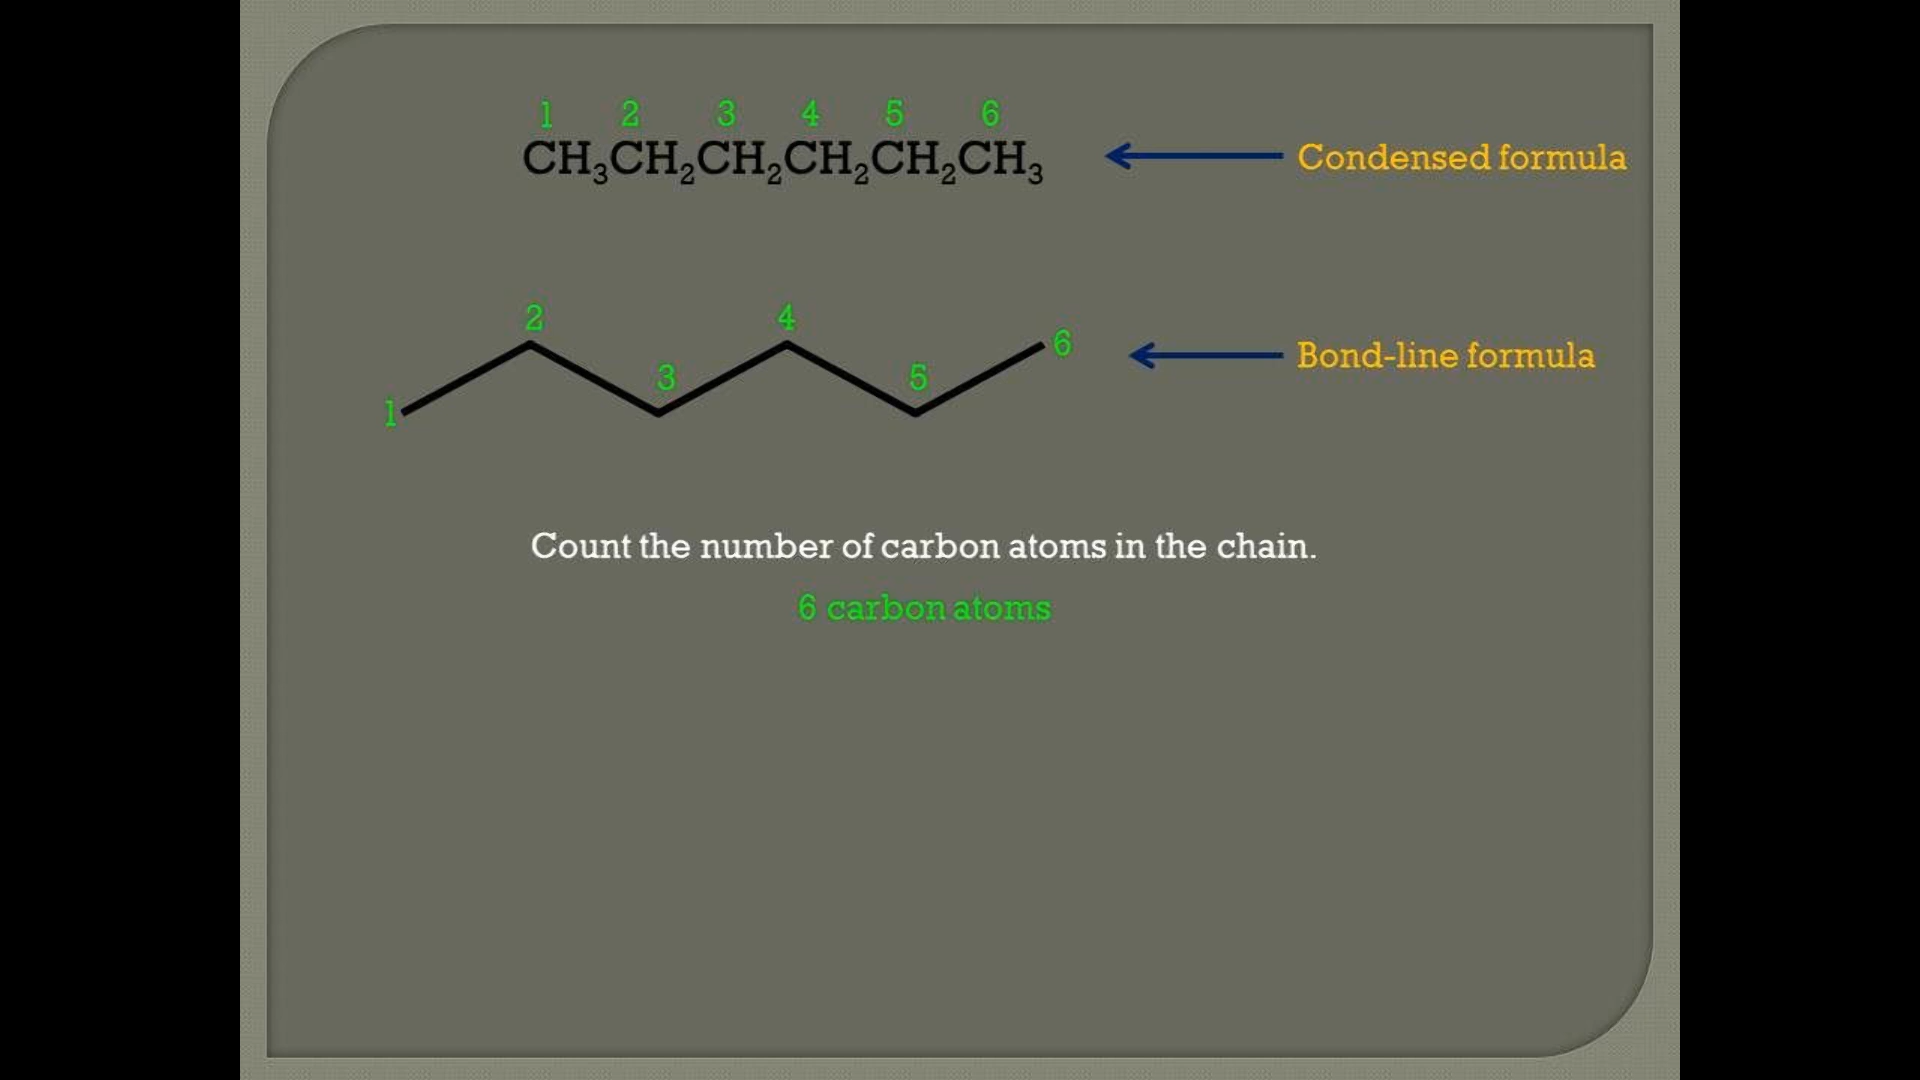 1 2 3 4 5 6
CH₃CH₂CH₂CH₂CH₂CH₃
Condensed formula
2 4
6
3 5
1
Bond-line formula
Count the number of carbon atoms in the chain.
6 carbon atoms